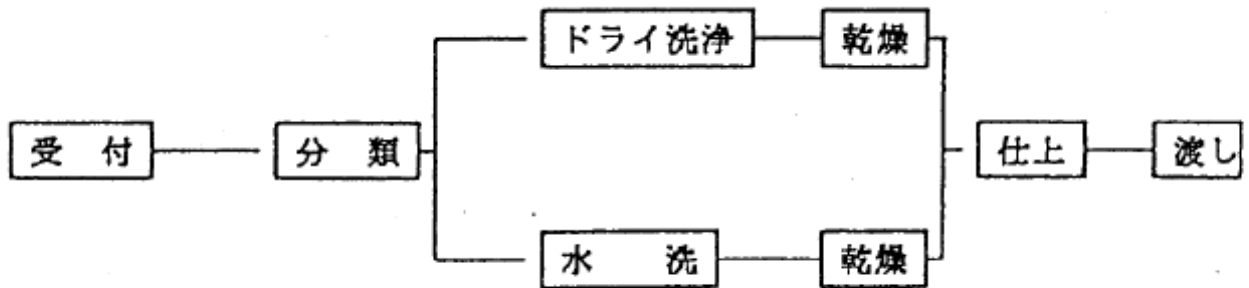 ドライ洗浄 乾燥
受付 分類 仕上 渡し
水洗 乾燥